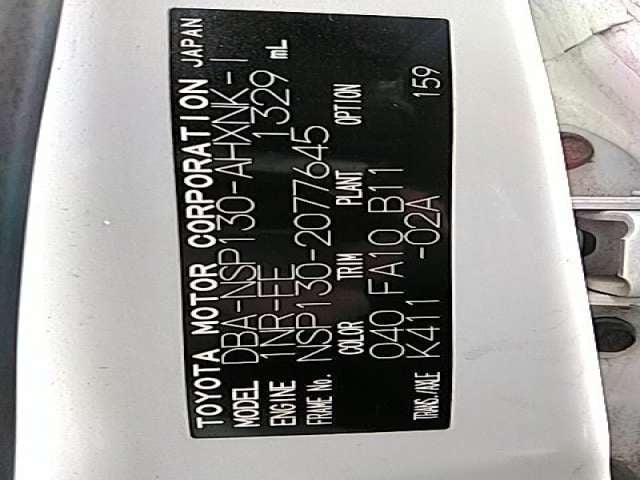 TOYOTA MOTOR CORPORATION JAPAN
MODEL DBA-NSP130-AHXNK-I
ENGINE 1NR-FE 1329 mL
FRAME No. NSP130-2077645
COLOR TRIM PLANT OPTION
040 FA10 B11
TRANS./AXLE K411 -02A 159